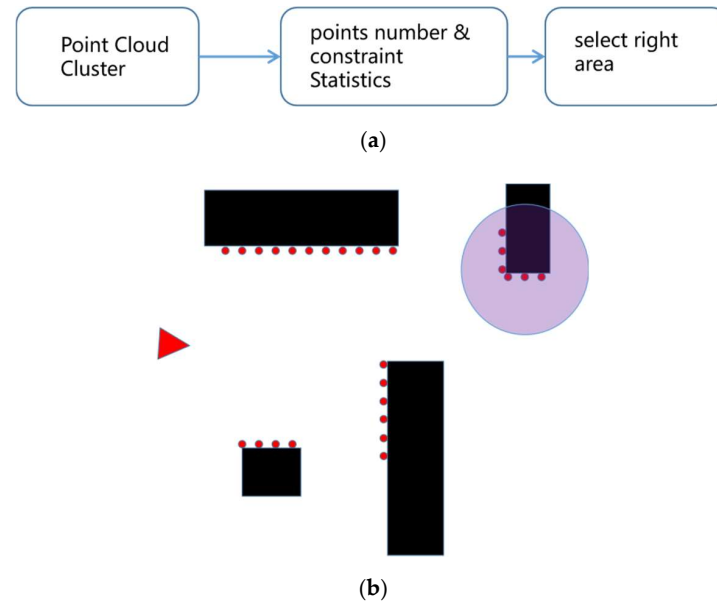 Point Cloud
Cluster
points number &
constraint
Statistics
select right
area
(a)
(b)